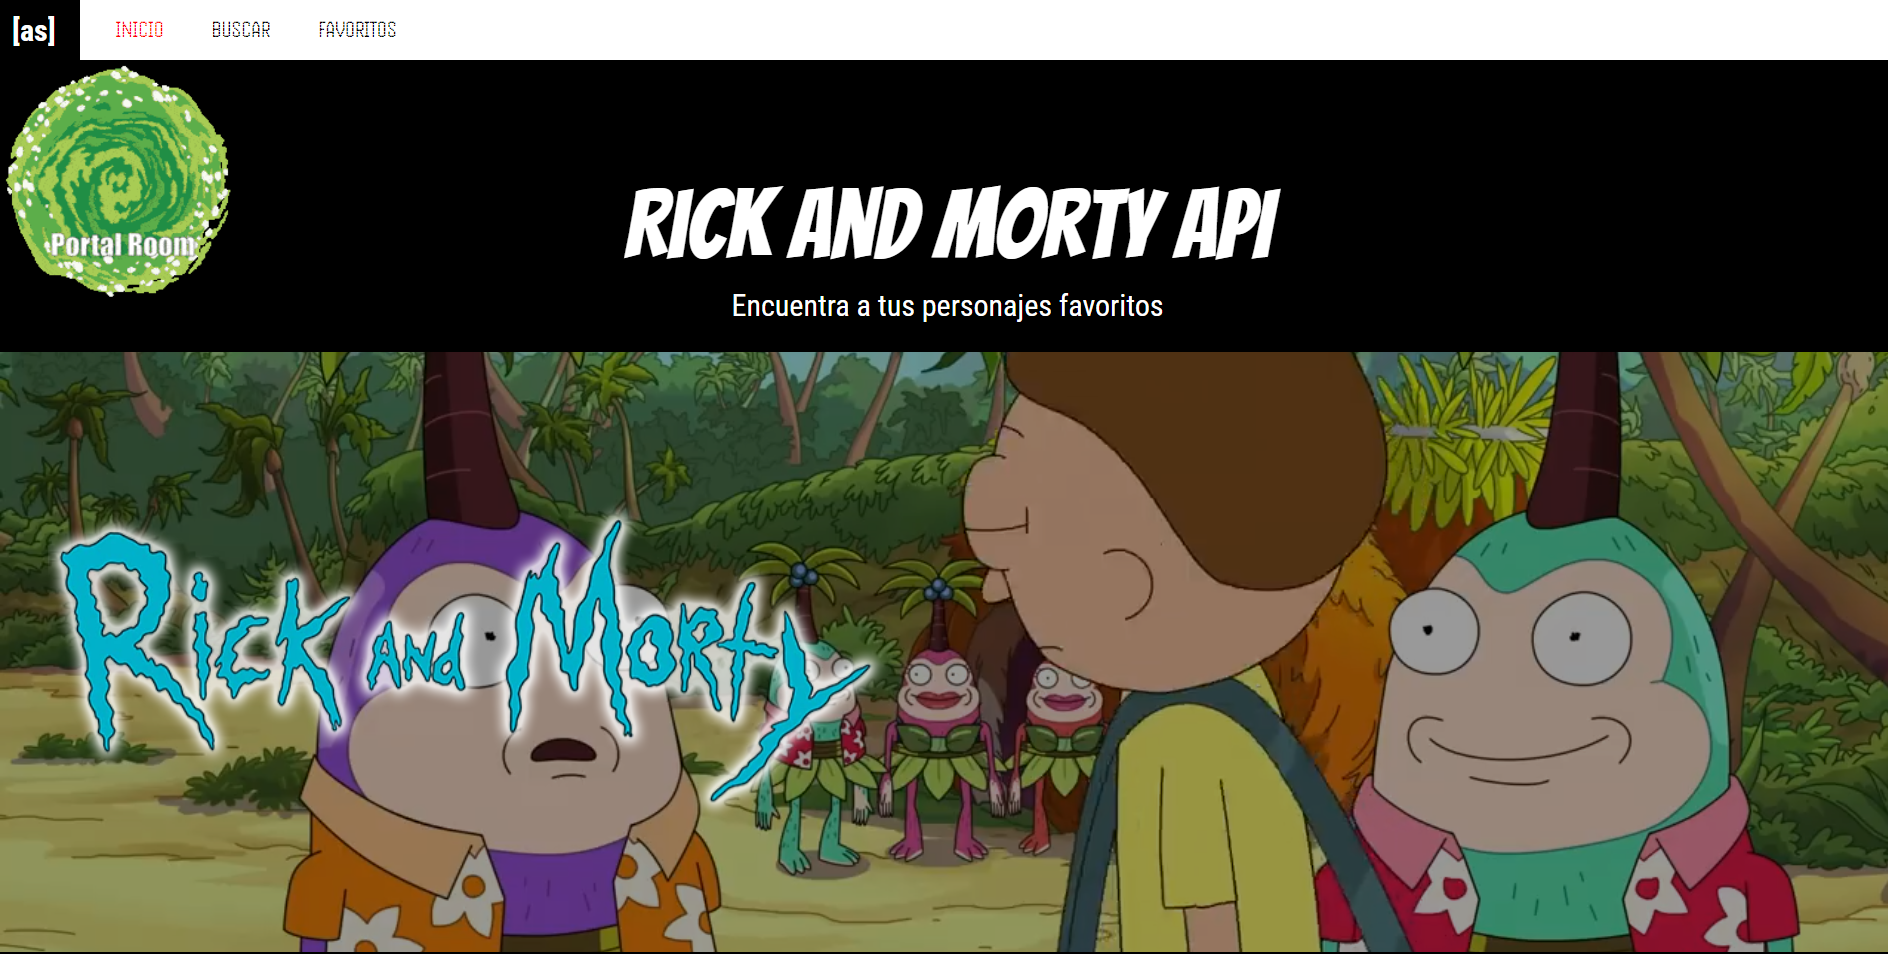 [as]
INICIO
BUSCAR
FAVORITOS
Portal Room
RICK AND MORTY API
Encuentra a tus personajes favoritos
RICK AND MORTY